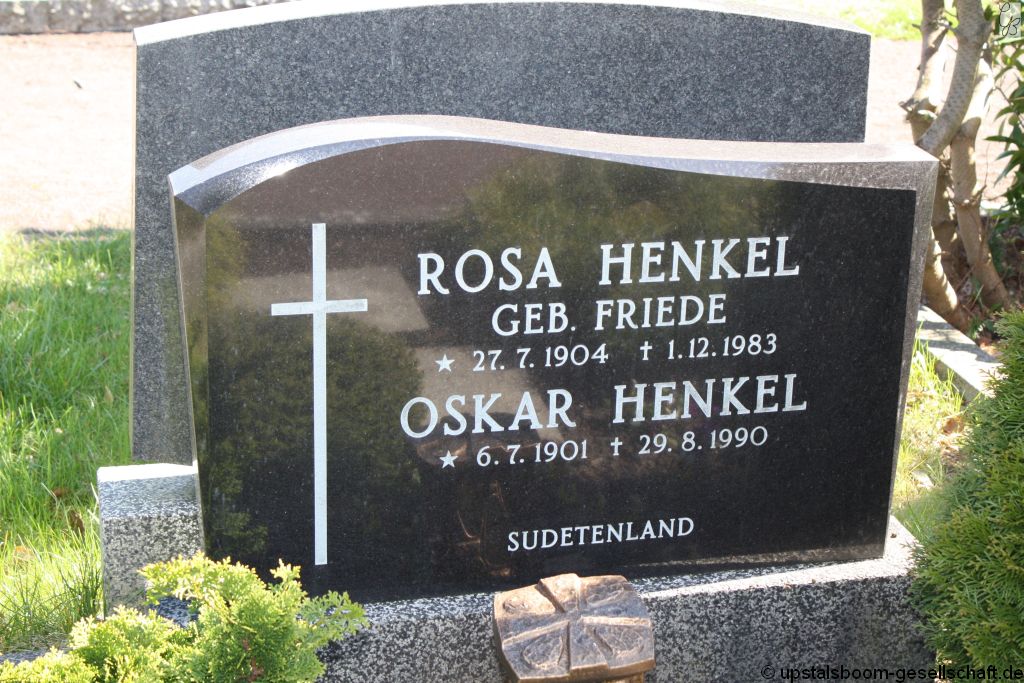 ROSA HENKEL
GEB. FRIEDE
★ 27. 7. 1904 ✝ 1. 12. 1983
OSKAR HENKEL
★ 6. 7. 1901 ✝ 29. 8. 1990
SUDETENLAND
© upstalsboom-gesellschaft.de